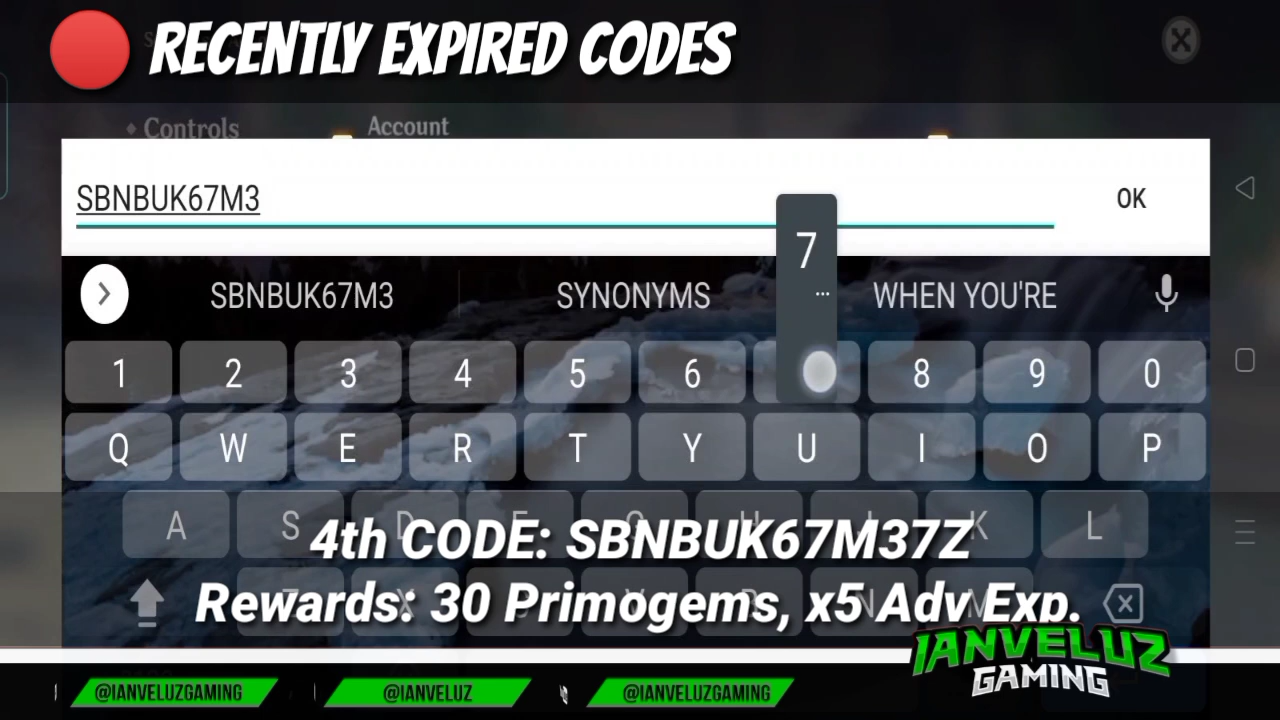 RECENTLY EXPIRED CODES
Controls
Account
SBNBUK67M3
OK
7
...
SBNBUK67M3
SYNONYMS
WHEN YOU'RE
1 2 3 4 5 6 8 9 0
Q W E R T Y U I O P
A S D F G H J K L
4th CODE: SBNBUK67M37Z
Rewards: 30 Primogems, x5 Adv Exp.
IANVELUZ
GAMING
@IANVELUZGAMING
@IANVELUZ
@IANVELUZGAMING